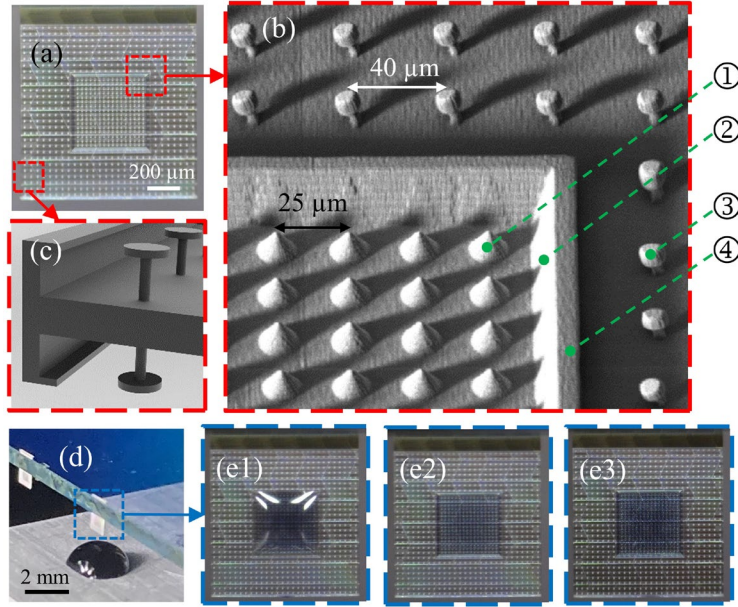 (a)
200 µm
(b)
40 µm
25 µm
①
②
③
④
(c)
(d)
2 mm
(e1)
(e2)
(e3)